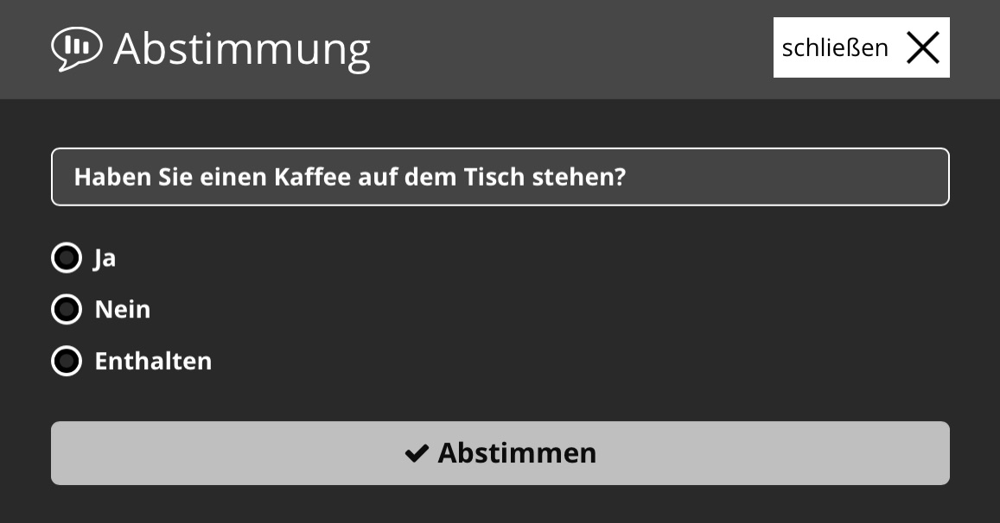 Abstimmung
schließen
Haben Sie einen Kaffee auf dem Tisch stehen?
Ja
Nein
Enthalten
Abstimmen